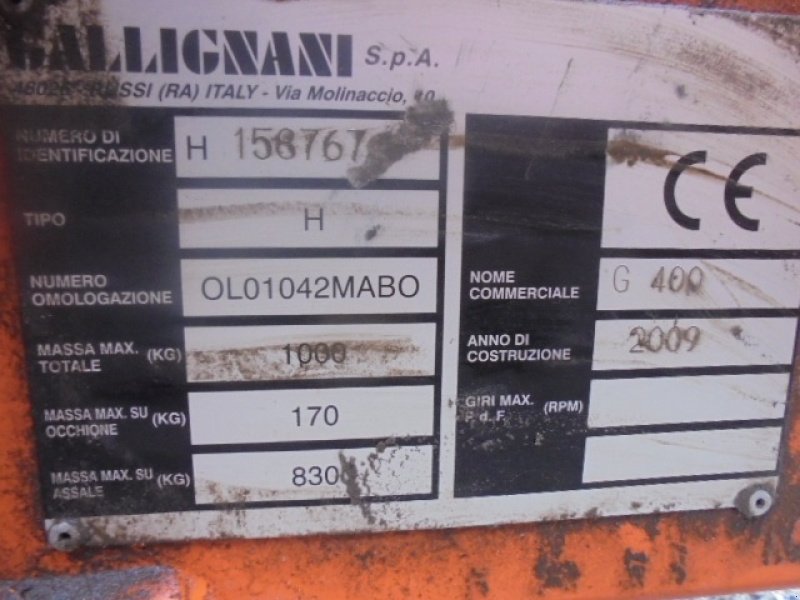 GALLIGNANI S.p.A.
RUSSI (RA) ITALY - Via Molinaccio,
NUMERO DI
IDENTIFICAZIONE
H
TIPO
H
NUMERO
OMOLOGAZIONE
OL01042MABO
MASSA MAX. (KG)
TOTALE
1000
MASSA MAX. SU (KG)
OCCHIONE
170
MASSA MAX. SU (KG)
ASSALE
830
CE
NOME
COMMERCIALE
G 400
ANNO DI
COSTRUZIONE
2009
GIRI MAX. (RPM)
P. d. F.